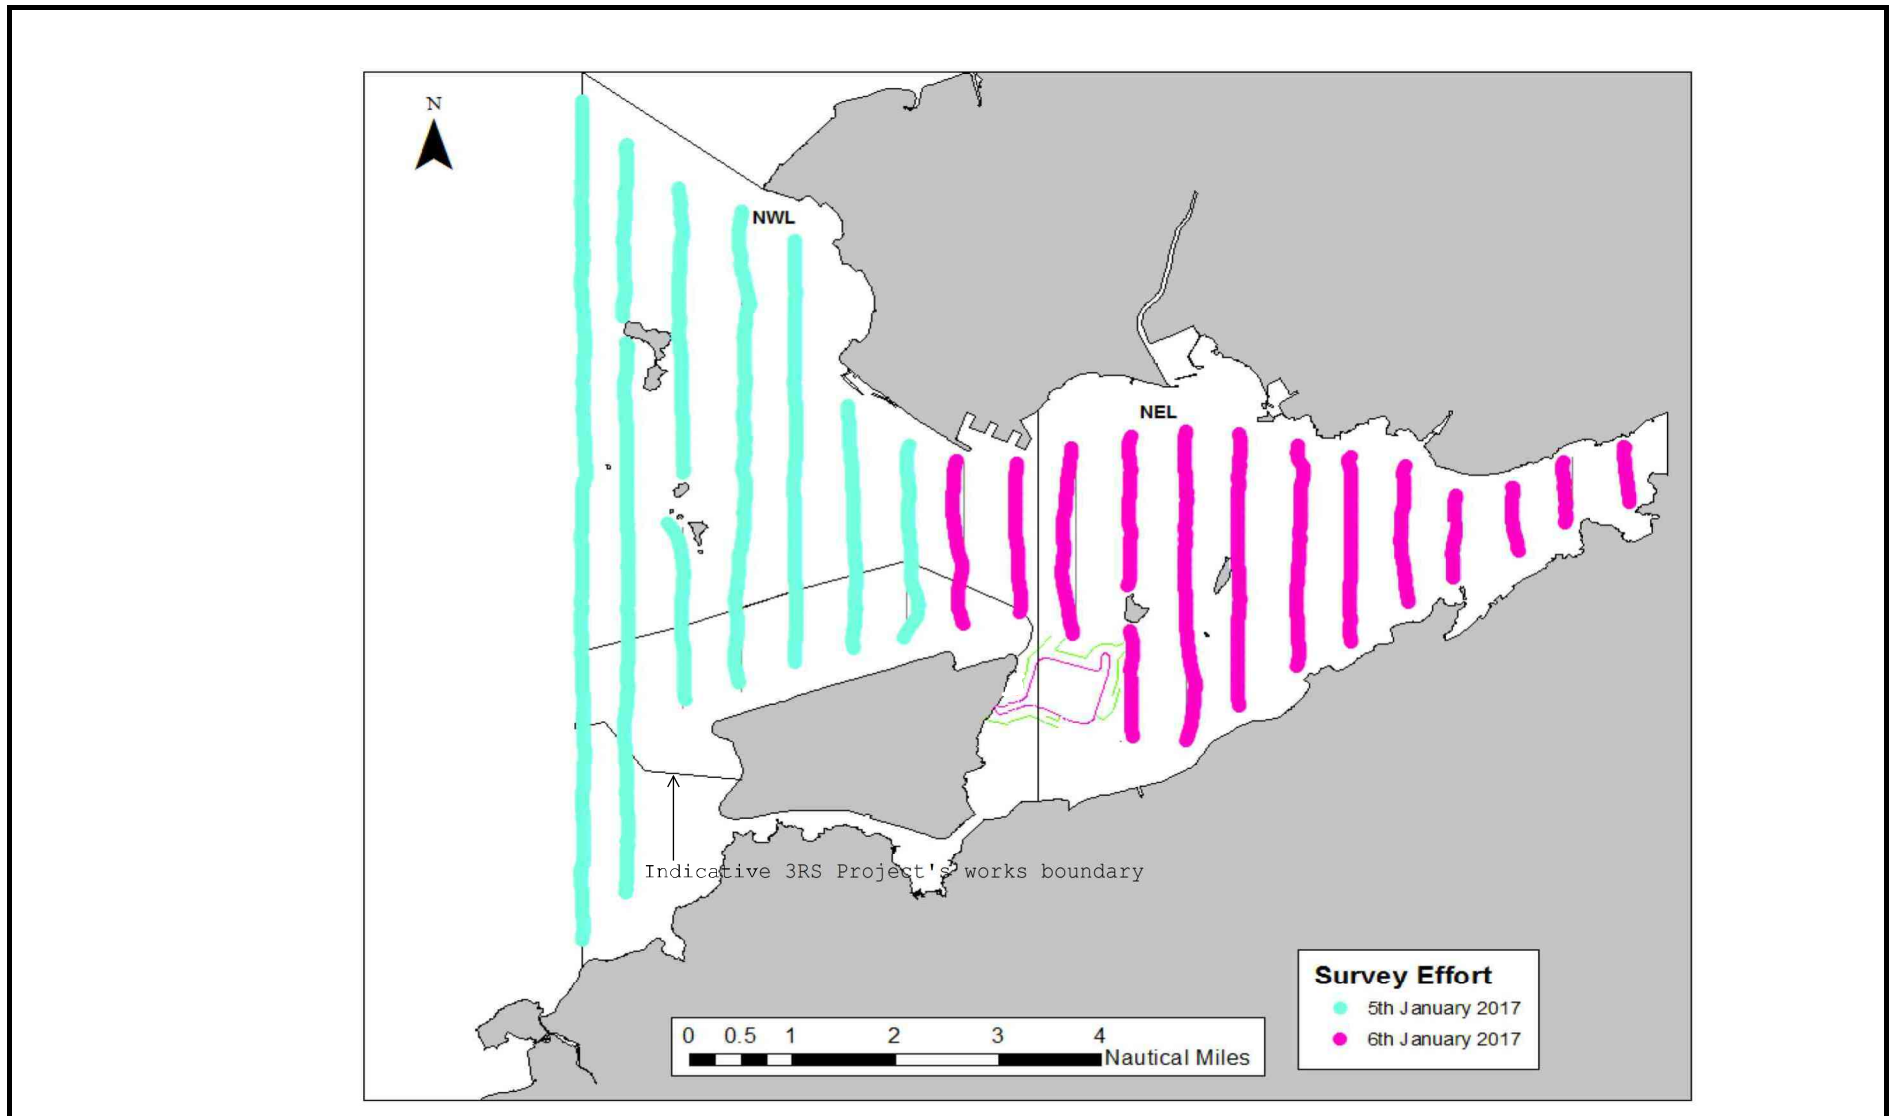 N
NWL
NEL
Indicative 3RS Project's works boundary
Survey Effort
5th January 2017
6th January 2017
0 0.5 1 2 3 4
Nautical Miles